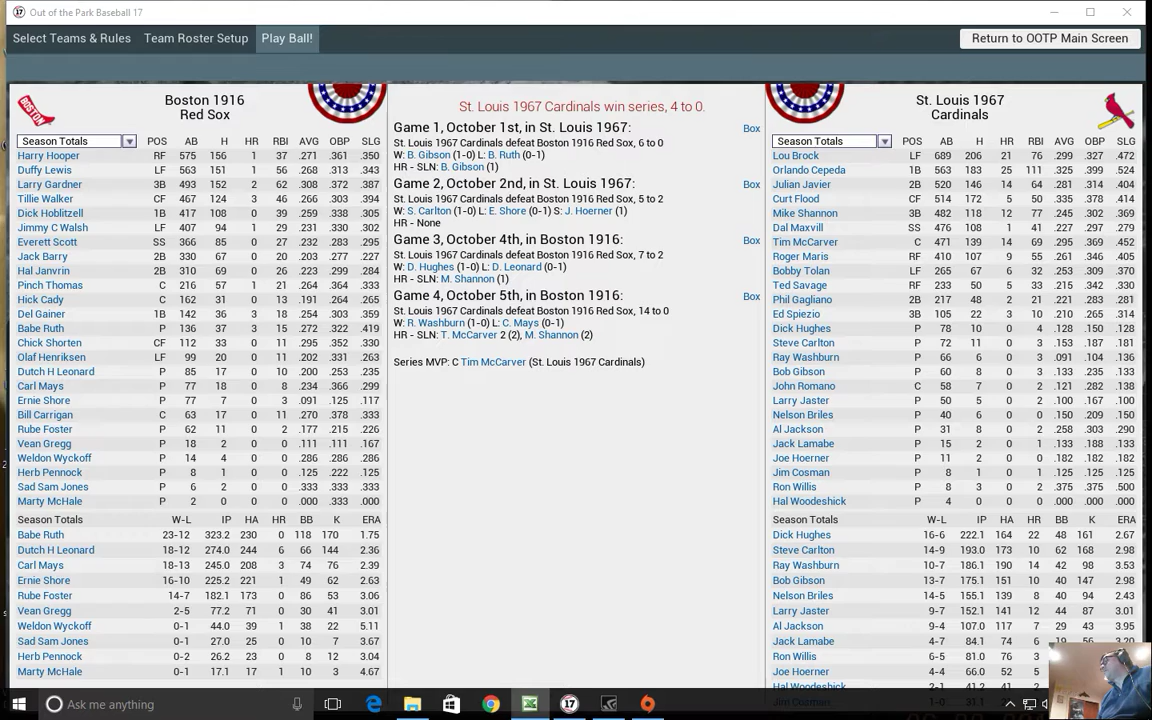 Out of the Park Baseball 17
Select Teams & Rules Team Roster Setup Play Ball! Return to OOTP Main Screen
BOSTON
Boston 1916
Red Sox
Season Totals POS AB H HR RBI AVG OBP SLG
Harry Hooper RF 575 156 1 37 .271 .361 .350
Duffy Lewis LF 563 151 1 56 .268 .313 .343
Larry Gardner 3B 493 152 2 62 .308 .372 .387
Tillie Walker CF 467 124 3 46 .266 .303 .394
Dick Hoblitzell 1B 417 108 0 39 .259 .338 .305
Jimmy C Walsh LF 407 94 1 29 .231 .330 .302
Everett Scott SS 366 85 0 27 .232 .283 .295
Jack Barry 2B 330 67 0 20 .203 .277 .227
Hal Janvrin 2B 310 69 0 26 .223 .299 .284
Pinch Thomas C 216 57 1 21 .264 .364 .333
Hick Cady C 162 31 0 13 .191 .264 .265
Del Gainer 1B 142 36 3 18 .254 .303 .359
Babe Ruth P 136 37 3 15 .272 .322 .419
Chick Shorten CF 112 33 0 11 .295 .352 .330
Olaf Henriksen LF 99 20 0 11 .202 .331 .263
Dutch H Leonard P 85 17 0 10 .200 .253 .235
Carl Mays P 77 18 0 8 .234 .366 .299
Ernie Shore P 77 7 0 3 .091 .125 .117
Bill Carrigan C 63 17 0 11 .270 .378 .333
Rube Foster P 62 11 0 2 .177 .215 .226
Vean Gregg P 18 2 0 0 .111 .111 .167
Weldon Wyckoff P 14 4 0 0 .286 .286 .286
Herb Pennock P 8 1 0 0 .125 .222 .125
Sad Sam Jones P 6 2 0 0 .333 .333 .333
Marty McHale P 2 0 0 0 .000 .333 .000
Season Totals W-L IP HA HR BB K ERA
Babe Ruth 23-12 323.2 230 0 118 170 1.75
Dutch H Leonard 18-12 274.0 244 6 66 144 2.36
Carl Mays 18-13 245.0 208 3 74 76 2.39
Ernie Shore 16-10 225.2 221 1 49 62 2.63
Rube Foster 14-7 182.1 173 0 86 53 3.06
Vean Gregg 2-5 77.2 71 0 30 41 3.01
Weldon Wyckoff 0-1 44.0 39 1 38 22 5.11
Sad Sam Jones 0-1 27.0 25 0 10 7 3.67
Herb Pennock 0-2 26.2 23 0 8 12 3.04
Marty McHale 0-1 17.1 17 1 10 3 4.67
St. Louis 1967 Cardinals win series, 4 to 0.
Game 1, October 1st, in St. Louis 1967: Box
St. Louis 1967 Cardinals defeat Boston 1916 Red Sox, 6 to 0
W: B. Gibson (1-0) L: B. Ruth (0-1)
HR - SLN: B. Gibson (1)
Game 2, October 2nd, in St. Louis 1967: Box
St. Louis 1967 Cardinals defeat Boston 1916 Red Sox, 5 to 2
W: S. Carlton (1-0) L: E. Shore (0-1) S: J. Hoerner (1)
HR - None
Game 3, October 4th, in Boston 1916: Box
St. Louis 1967 Cardinals defeat Boston 1916 Red Sox, 7 to 2
W: D. Hughes (1-0) L: D. Leonard (0-1)
HR - SLN: M. Shannon (1)
Game 4, October 5th, in Boston 1916: Box
St. Louis 1967 Cardinals defeat Boston 1916 Red Sox, 14 to 0
W: R. Washburn (1-0) L: C. Mays (0-1)
HR - SLN: T. McCarver 2 (2), M. Shannon (2)
Series MVP: C Tim McCarver (St. Louis 1967 Cardinals)
St. Louis 1967
Cardinals
Season Totals POS AB H HR RBI AVG OBP SLG
Lou Brock LF 689 206 21 76 .299 .327 .472
Orlando Cepeda 1B 563 183 25 111 .325 .399 .524
Julian Javier 2B 520 146 14 64 .281 .314 .404
Curt Flood CF 514 172 5 50 .335 .378 .414
Mike Shannon 3B 482 118 12 77 .245 .302 .369
Dal Maxvill SS 476 108 1 41 .227 .297 .279
Tim McCarver C 471 139 14 69 .295 .369 .452
Roger Maris RF 410 107 9 55 .261 .346 .405
Bobby Tolan LF 265 67 6 32 .253 .309 .370
Ted Savage RF 233 50 5 33 .215 .342 .330
Phil Gagliano 2B 217 48 2 21 .221 .283 .281
Ed Spiezio 3B 105 22 3 10 .210 .265 .314
Dick Hughes P 78 10 0 4 .128 .150 .128
Steve Carlton P 72 11 0 3 .153 .187 .181
Ray Washburn P 66 6 0 3 .091 .104 .136
Bob Gibson P 60 8 0 3 .133 .235 .133
John Romano C 58 7 0 2 .121 .282 .138
Larry Jaster P 50 5 0 2 .100 .167 .100
Nelson Briles P 40 6 0 0 .150 .209 .150
Al Jackson P 31 8 0 2 .258 .303 .290
Jack Lamabe P 15 2 0 1 .133 .188 .133
Joe Hoerner P 11 2 0 0 .182 .182 .182
Jim Cosman P 8 1 0 1 .125 .125 .125
Ron Willis P 8 3 0 2 .375 .375 .500
Hal Woodeshick P 4 0 0 0 .000 .000 .000
Season Totals W-L IP HA HR BB K ERA
Dick Hughes 16-6 222.1 164 22 48 161 2.67
Steve Carlton 14-9 193.0 173 10 62 168 2.98
Ray Washburn 10-7 186.1 190 14 42 98 3.53
Bob Gibson 13-7 175.1 151 10 40 147 2.98
Nelson Briles 14-5 155.1 139 8 40 94 2.43
Larry Jaster 9-7 152.1 141 12 44 87 3.01
Al Jackson 9-4 107.0 117 7 29 43 3.95
Jack Lamabe 4-7 84.1 74 6 19 56 3.20
Ron Willis 6-5 81.0 76 3
Joe Hoerner 4-4 66.0 52 5
Hal Woodeshick 2-1 41.2
Ask me anything